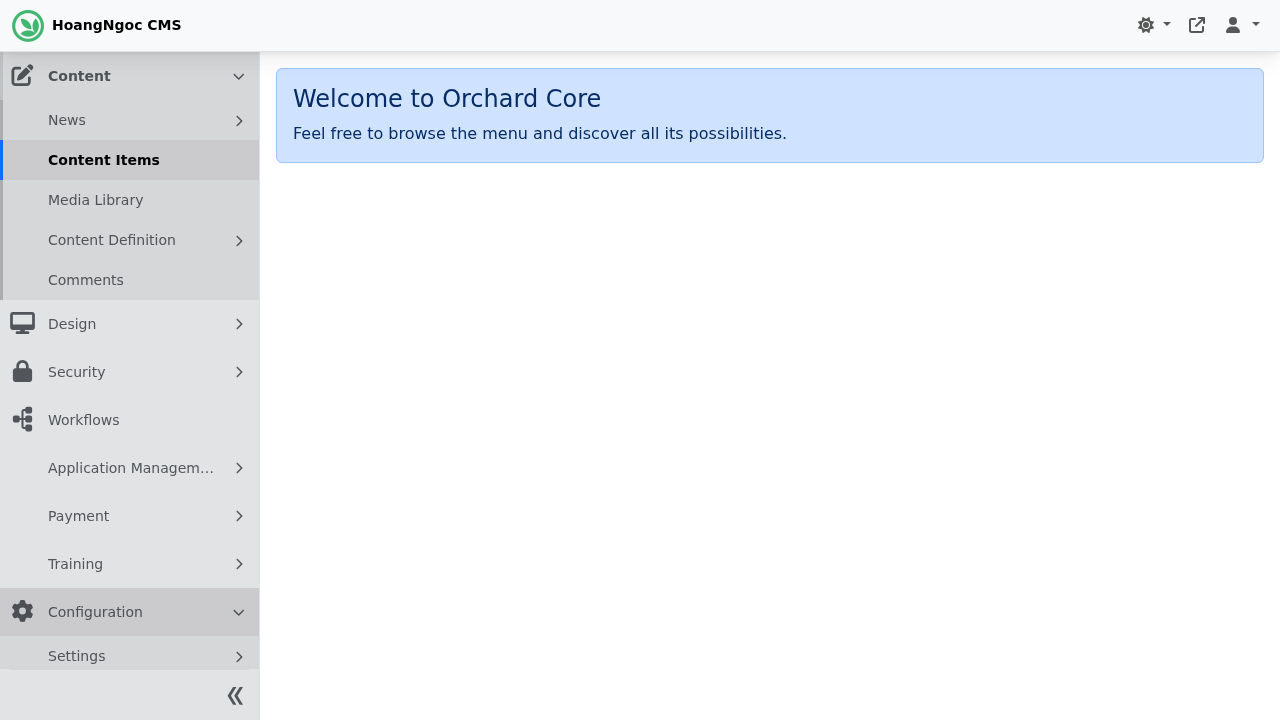 HoangNgoc CMS
Content
News
Content Items
Media Library
Content Definition
Comments
Design
Security
Workflows
Application Managem...
Payment
Training
Configuration
Settings
Welcome to Orchard Core
Feel free to browse the menu and discover all its possibilities.